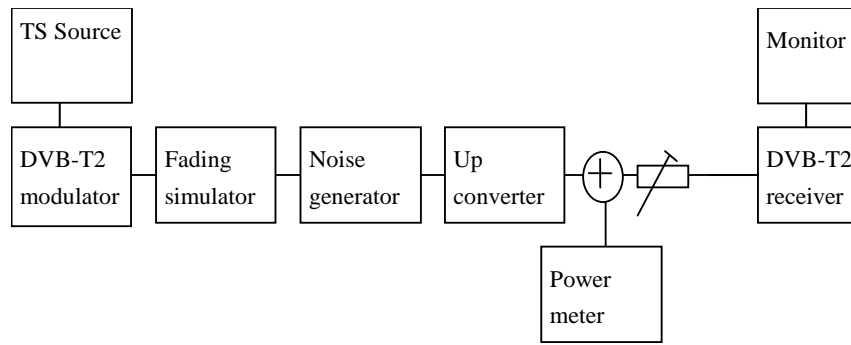 TS Source
Monitor
DVB-T2
modulator
Fading
simulator
Noise
generator
Up
converter
DVB-T2
receiver
Power
meter